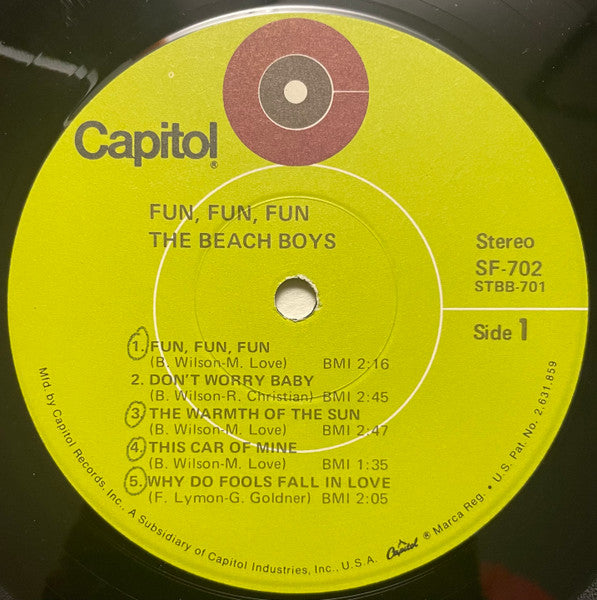 Capitol®
FUN, FUN, FUN
THE BEACH BOYS
Stereo
SF-702
STBB-701
Side 1
1. FUN, FUN, FUN
(B. Wilson-M. Love) BMI 2:16
2. DON'T WORRY BABY
(B. Wilson-R. Christian) BMI 2:45
3. THE WARMTH OF THE SUN
(B. Wilson-M. Love) BMI 2:47
4. THIS CAR OF MINE
(B. Wilson-M. Love) BMI 1:35
5. WHY DO FOOLS FALL IN LOVE
(F. Lymon-G. Goldner) BMI 2:05
Mfd. by Capitol Records, Inc., A Subsidiary of Capitol Industries, Inc., U.S.A. Capitol ® Marca Reg. • U.S. Pat. No. 2,631,859